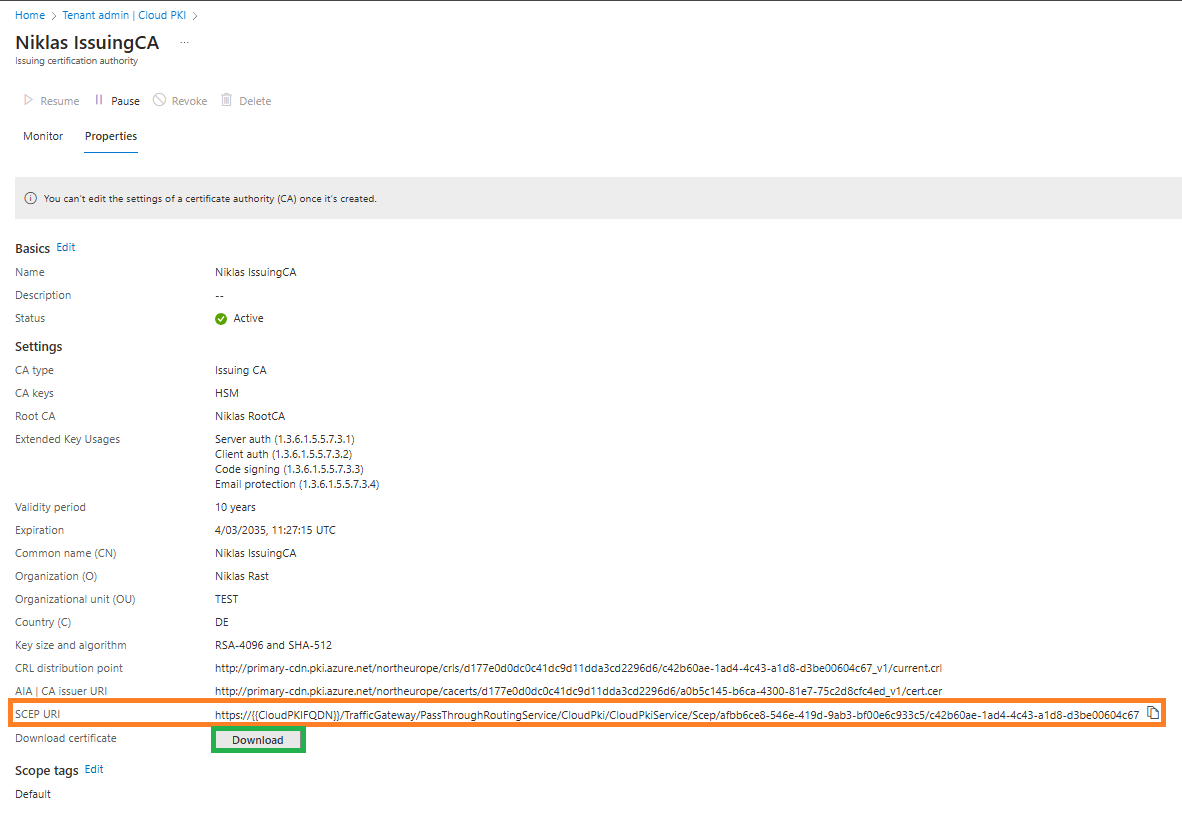 Home > Tenant admin | Cloud PKI >
Niklas IssuingCA ...
Issuing certification authority
Resume Pause Revoke Delete
Monitor Properties
You can't edit the settings of a certificate authority (CA) once it's created.
Basics Edit
Name Niklas IssuingCA
Description --
Status Active
Settings
CA type Issuing CA
CA keys HSM
Root CA Niklas RootCA
Extended Key Usages Server auth (1.3.6.1.5.5.7.3.1)
Client auth (1.3.6.1.5.5.7.3.2)
Code signing (1.3.6.1.5.5.7.3.3)
Email protection (1.3.6.1.5.5.7.3.4)
Validity period 10 years
Expiration 4/03/2035, 11:27:15 UTC
Common name (CN) Niklas IssuingCA
Organization (O) Niklas Rast
Organizational unit (OU) TEST
Country (C) DE
Key size and algorithm RSA-4096 and SHA-512
CRL distribution point http://primary-cdn.pki.azure.net/northeurope/crls/d177e0d0dc0c41dc9d11dda3cd2296d6/c42b60ae-1ad4-4c43-a1d8-d3be00604c67_v1/current.crl
AIA | CA issuer URI http://primary-cdn.pki.azure.net/northeurope/cacerts/d177e0d0dc0c41dc9d11dda3cd2296d6/a0b5c145-b6ca-4300-81e7-75c2d8cfc4ed_v1/cert.cer
SCEP URI https://{{CloudPKIFQDN}}/TrafficGateway/PassThroughRoutingService/CloudPki/CloudPkiService/Scep/afbb6ce8-546e-419d-9ab3-bf00e6c933c5/c42b60ae-1ad4-4c43-a1d8-d3be00604c67
Download certificate Download
Scope tags Edit
Default